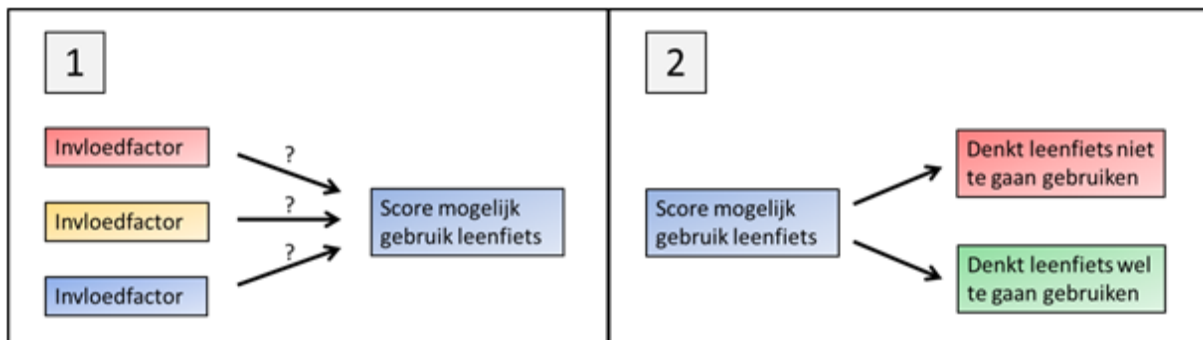 1
Invloedfactor
Invloedfactor
Invloedfactor
?
?
?
Score mogelijk
gebruik leenfiets
2
Score mogelijk
gebruik leenfiets
Denkt leenfiets niet
te gaan gebruiken
Denkt leenfiets wel
te gaan gebruiken